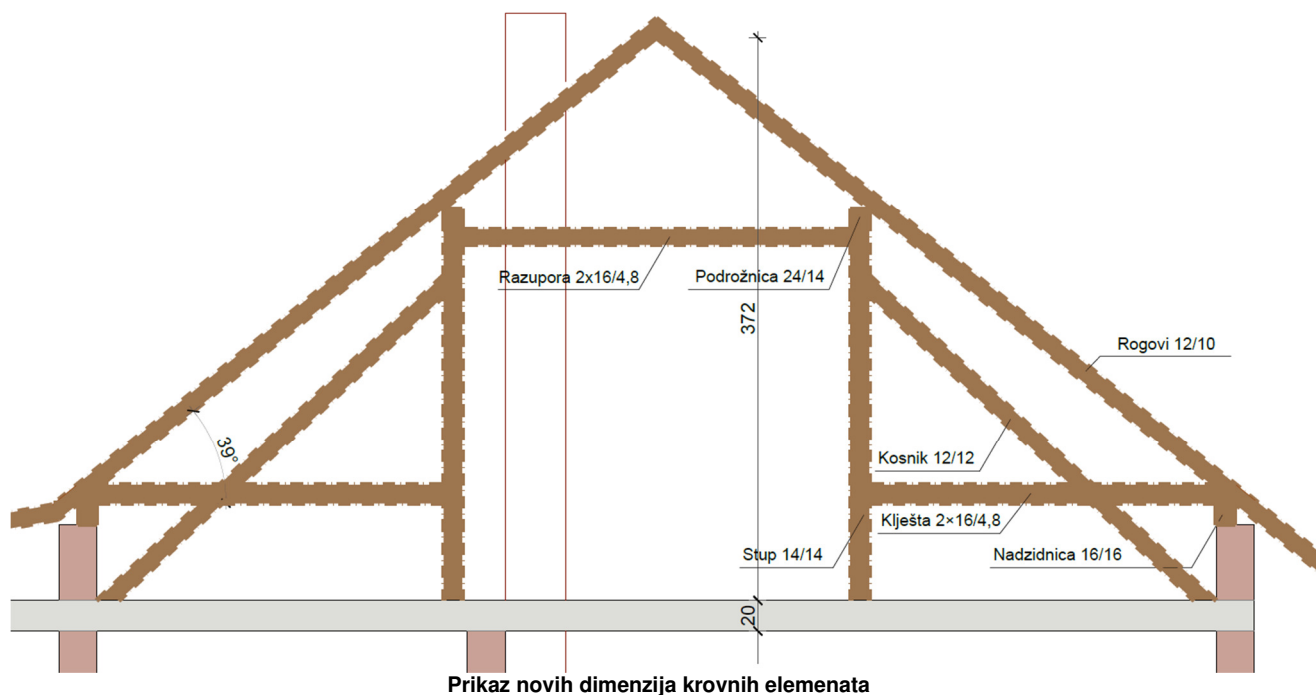 Razupora 2x16/4,8
Podrožnica 24/14
372
Rogovi 12/10
39°
Kosnik 12/12
Klješta 2×16/4,8
Stup 14/14
Nadzidnica 16/16
20
Prikaz novih dimenzija krovnih elemenata